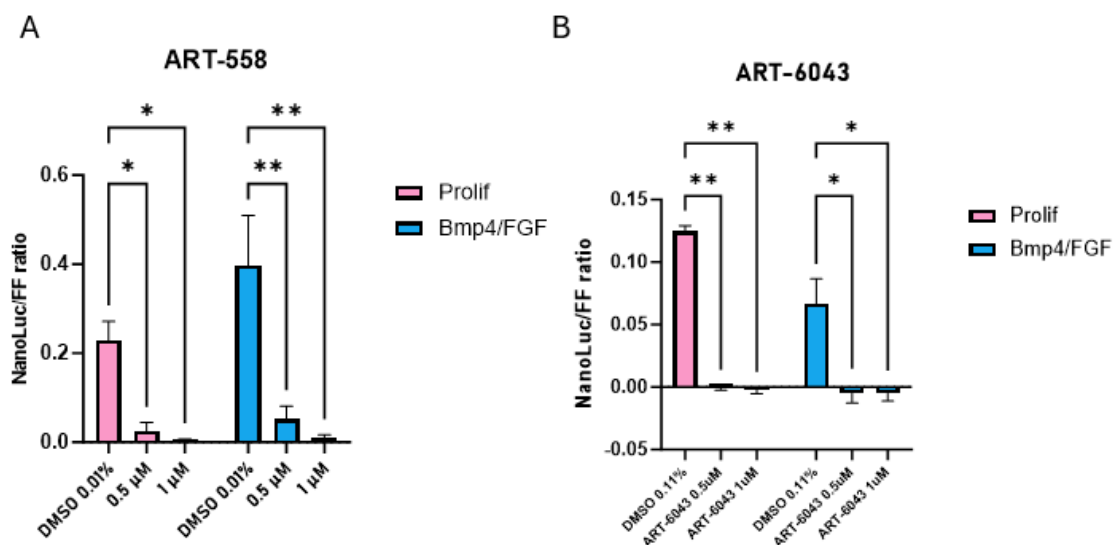 A
ART-558
*
**
*
**
0.6
0.4
0.2
0.0
NanoLuc/FF ratio
DMSO 0.01%
0.5 µM
1 µM
DMSO 0.01%
0.5 µM
1 µM
Prolif
Bmp4/FGF
B
ART-6043
**
*
**
*
0.15
0.10
0.05
0.00
-0.05
NanoLuc/FF ratio
DMSO 0.11%
ART-6043 0.5uM
ART-6043 1uM
DMSO 0.11%
ART-6043 0.5uM
ART-6043 1uM
Prolif
Bmp4/FGF